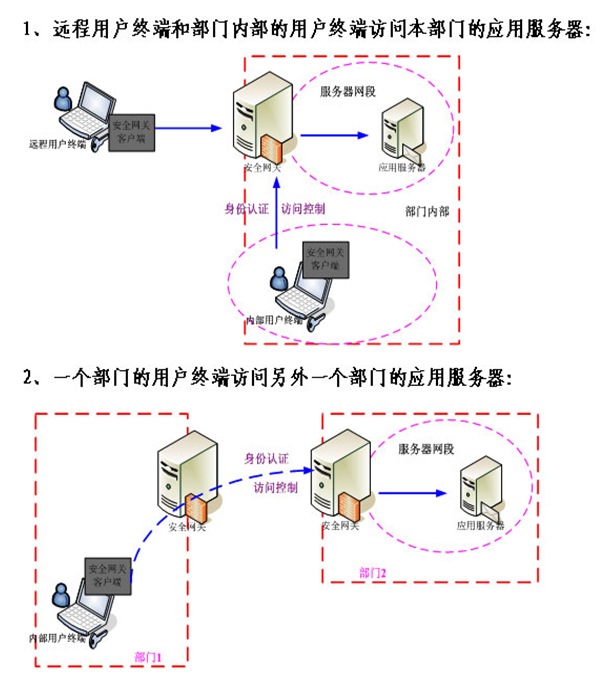 1、远程用户终端和部门内部的用户终端访问本部门的应用服务器：
服务器网段
安全网关
客户端
远程用户终端
安全网关
应用服务器
身份认证
访问控制
部门内部
安全网关
客户端
内部用户终端
2、一个部门的用户终端访问另外一个部门的应用服务器：
身份认证
服务器网段
访问控制
安全网关
安全网关
应用服务器
安全网关
客户端
部门2
内部用户终端
部门1